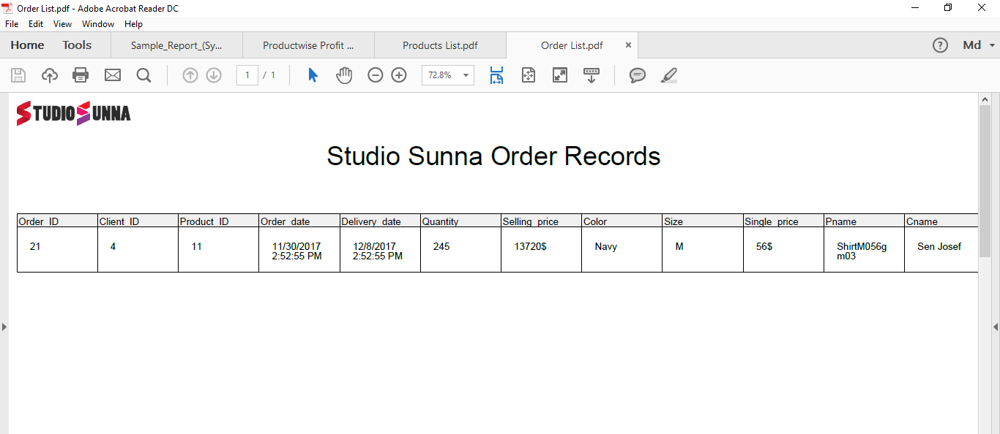 Order List.pdf - Adobe Acrobat Reader DC
File Edit View Window Help
Home Tools Sample_Report_(Sy... Productwise Profit ... Products List.pdf Order List.pdf × ? Md
1 / 1 72.8%
STUDIO SUNNA
Studio Sunna Order Records
Order_ID Client_ID Product_ID Order_date Delivery_date Quantity Selling_price Color Size Single_price Pname Cname
21 4 11 11/30/2017 12/8/2017 245 13720$ Navy M 56$ ShirtM056g Sen Josef
2:52:55 PM 2:52:55 PM m03